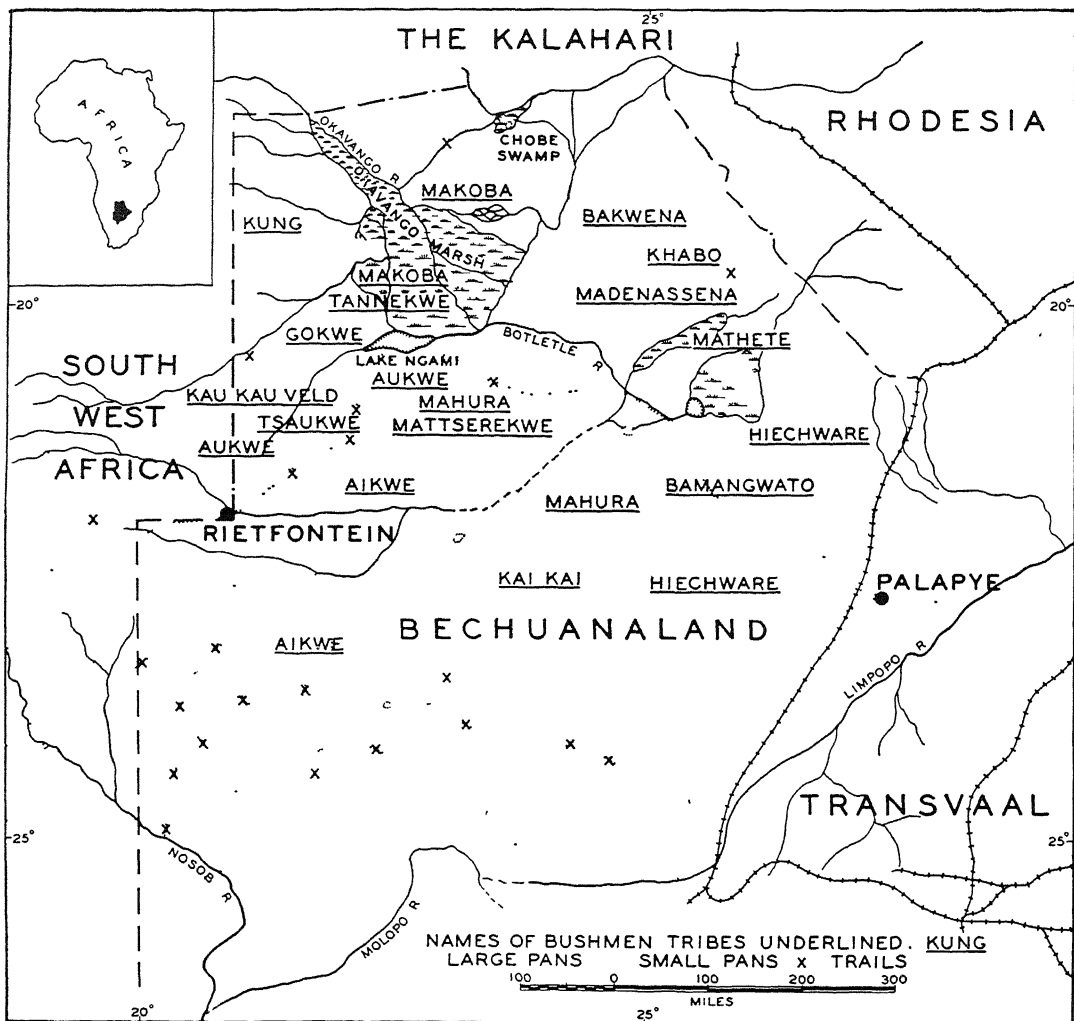 25°
THE KALAHARI
AFRICA
RHODESIA
OKAVANGO R
CHOBE
SWAMP
OKAVANGO
MARSH
MAKOBA
BAKWENA
KUNG
KHABO
MAKOBA
MADENASSENA
20°
TANNEKWE
20°
GOKWE
BOTLETLE R
MATHETE
SOUTH
LAKE NGAMI
AUKWE
KAU KAU VELD
MAHURA
WEST
TSAUKWE
MATTSEREKWE
AUKWE
HIECHWARE
AFRICA
AIKWE
BAMANGWATO
MAHURA
RIETFONTEIN
KAI KAI
HIECHWARE
PALAPYE
BECHUANALAND
AIKWE
LIMPOPO R
TRANSVAAL
25°
25°
NOSOB R
MOLOPO R
NAMES OF BUSHMEN TRIBES UNDERLINED. KUNG
LARGE PANS SMALL PANS x TRAILS
100 0 100 200 300
MILES
20°
25°